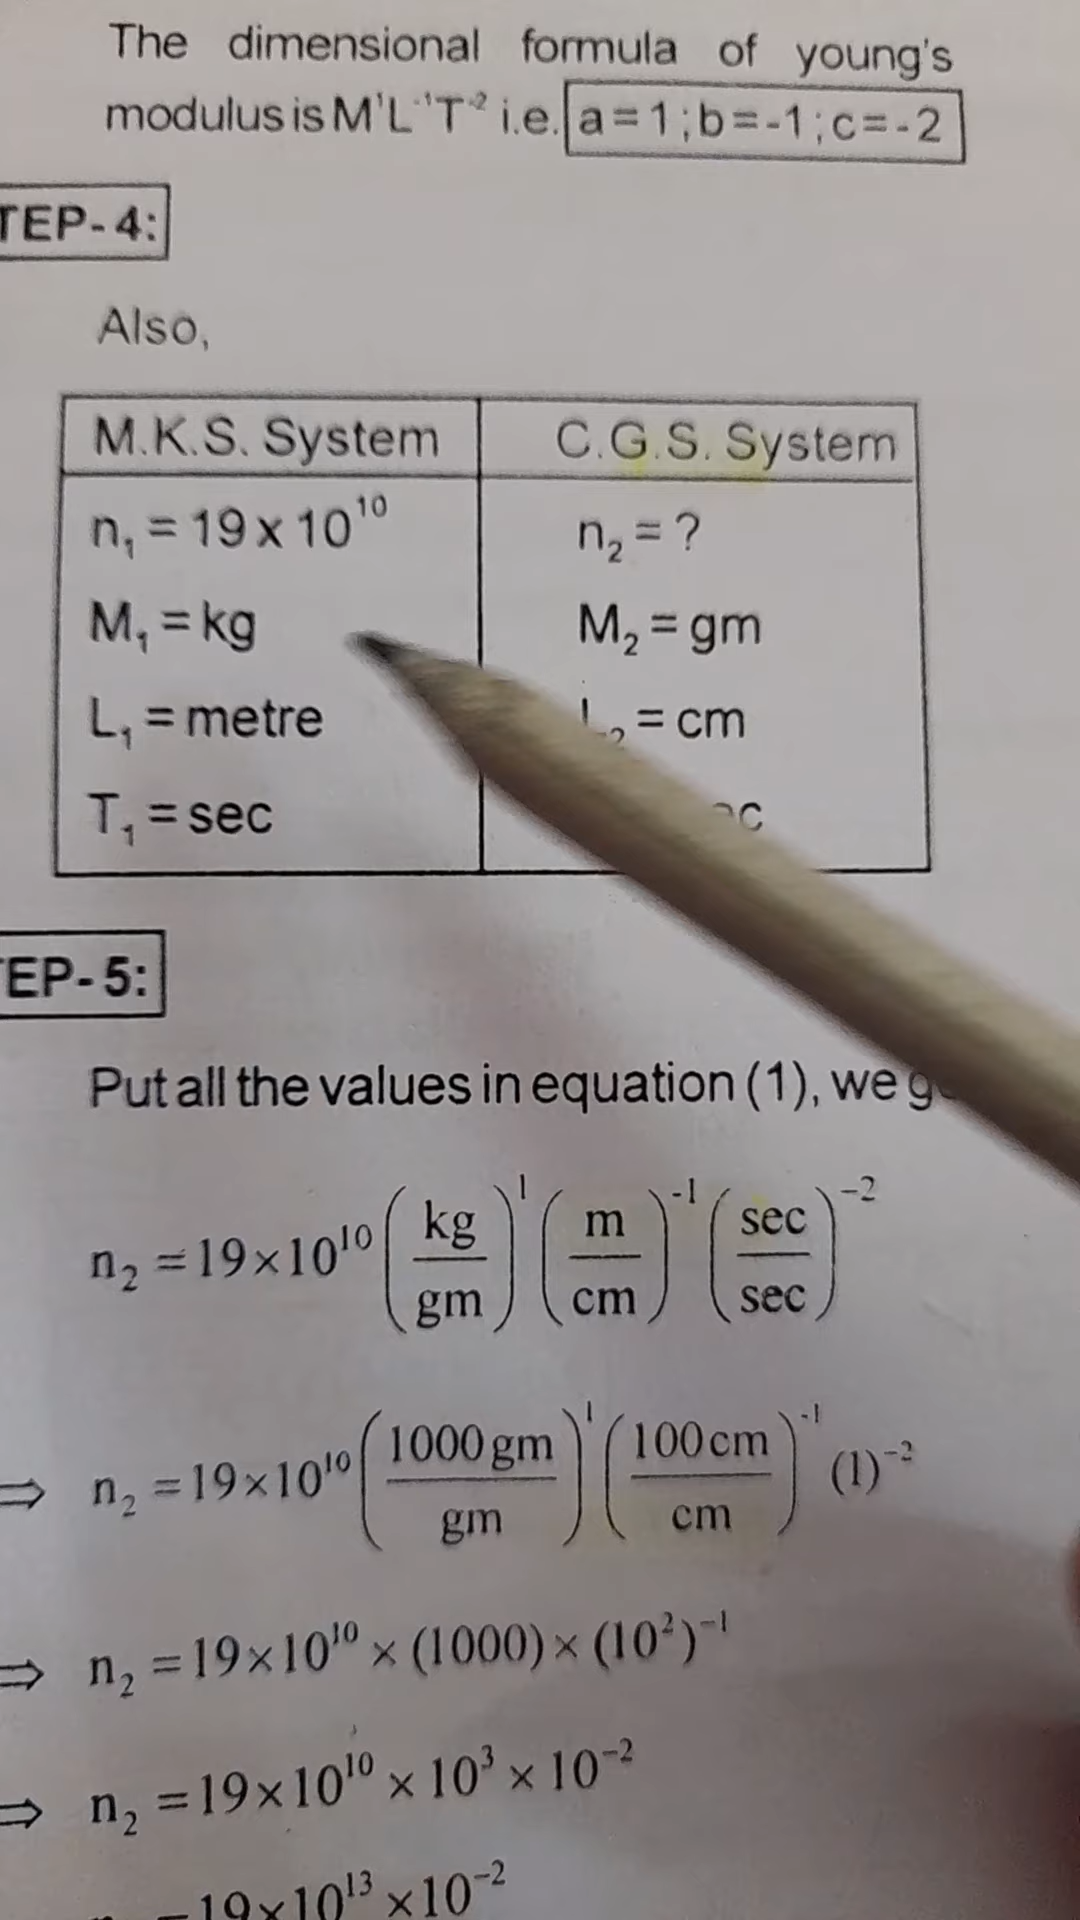 The dimensional formula of young's
modulus is M¹L⁻¹T⁻² i.e. a=1;b=-1;c=-2
TEP-4:
Also,
M.K.S. System C.G.S. System
n₁ = 19 x 10¹⁰ n₂ = ?
M₁ = kg M₂ = gm
L₁ = metre L₂ = cm
T₁ = sec
EP-5:
Put all the values in equation (1), we
n₂ = 19×10¹⁰ (kg/gm)¹ (m/cm)⁻¹ (sec/sec)⁻²
⇒ n₂ = 19×10¹⁰ (1000gm/gm)¹ (100cm/cm)⁻¹ (1)⁻²
⇒ n₂ = 19×10¹⁰ × (1000) × (10²)⁻¹
⇒ n₂ = 19×10¹⁰ × 10³ × 10⁻²
= 19×10¹³ ×10⁻²